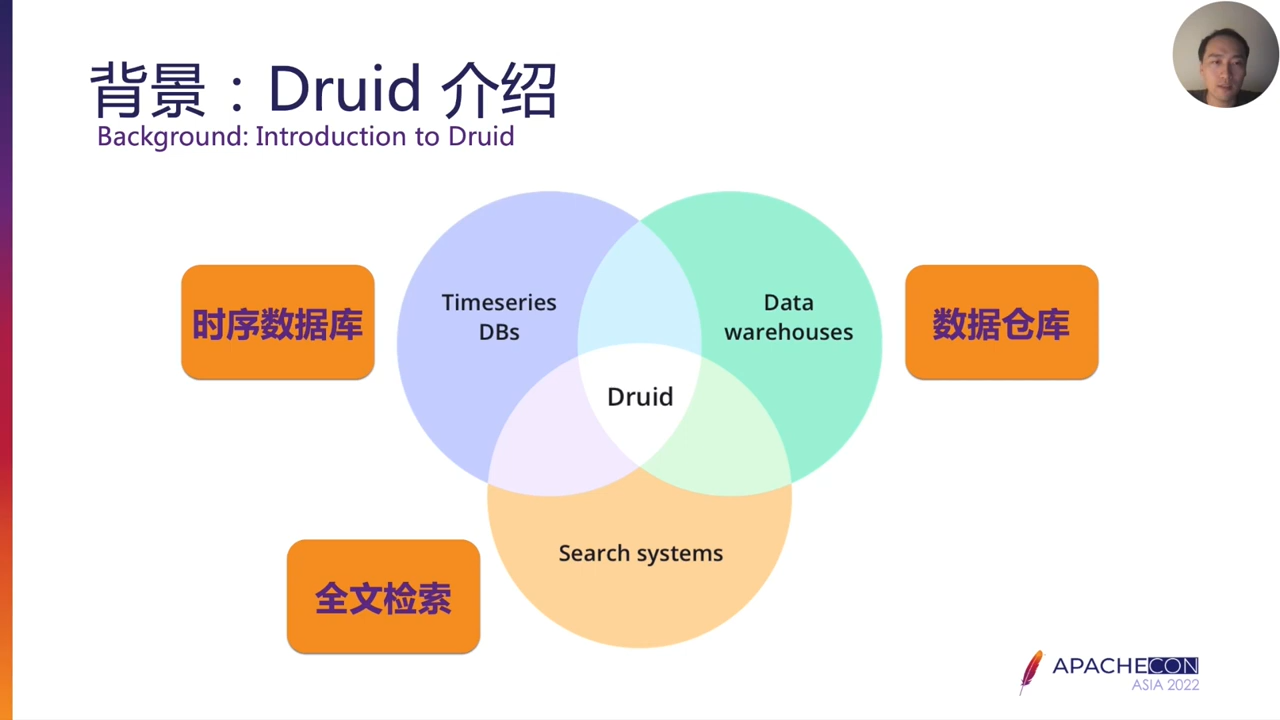 背景：Druid 介绍
Background: Introduction to Druid
时序数据库
Timeseries
DBs
Data
warehouses
数据仓库
Druid
Search systems
全文检索
APACHECON
ASIA 2022